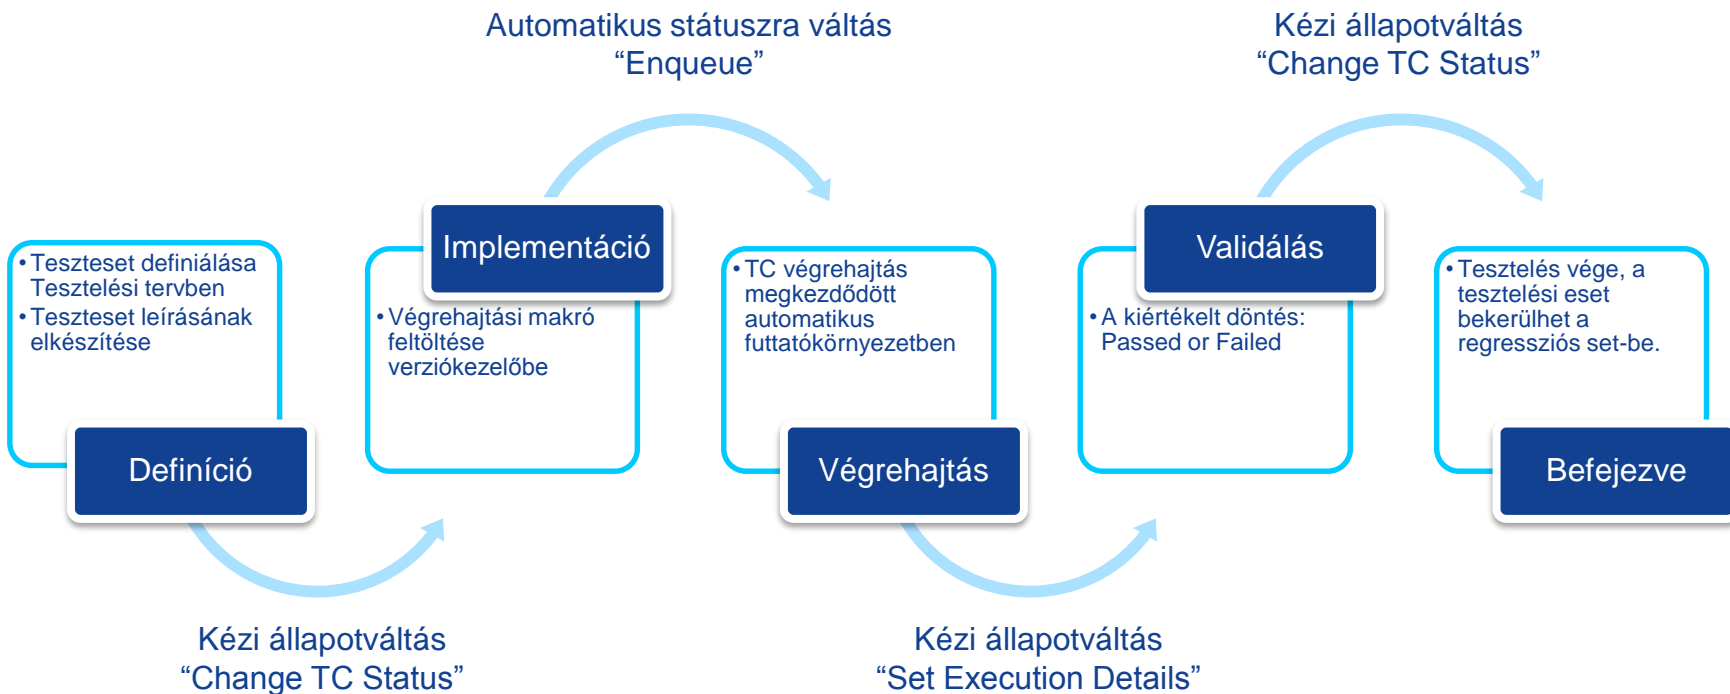 Automatikus státuszra váltás
“Enqueue”
Kézi állapotváltás
“Change TC Status”
• Teszteset definiálása
Tesztelési tervben
• Teszteset leírásának
elkészítése
Definíció
Implementáció
• Végrehajtási makró
feltöltése
verziókezelőbe
• TC végrehajtás
megkezdődött
automatikus
futtatókörnyezetben
Végrehajtás
Validálás
• A kiértékelt döntés:
Passed or Failed
• Tesztelés vége, a
tesztelési eset
bekerülhet a
regressziós set-be.
Befejezve
Kézi állapotváltás
“Change TC Status”
Kézi állapotváltás
“Set Execution Details”